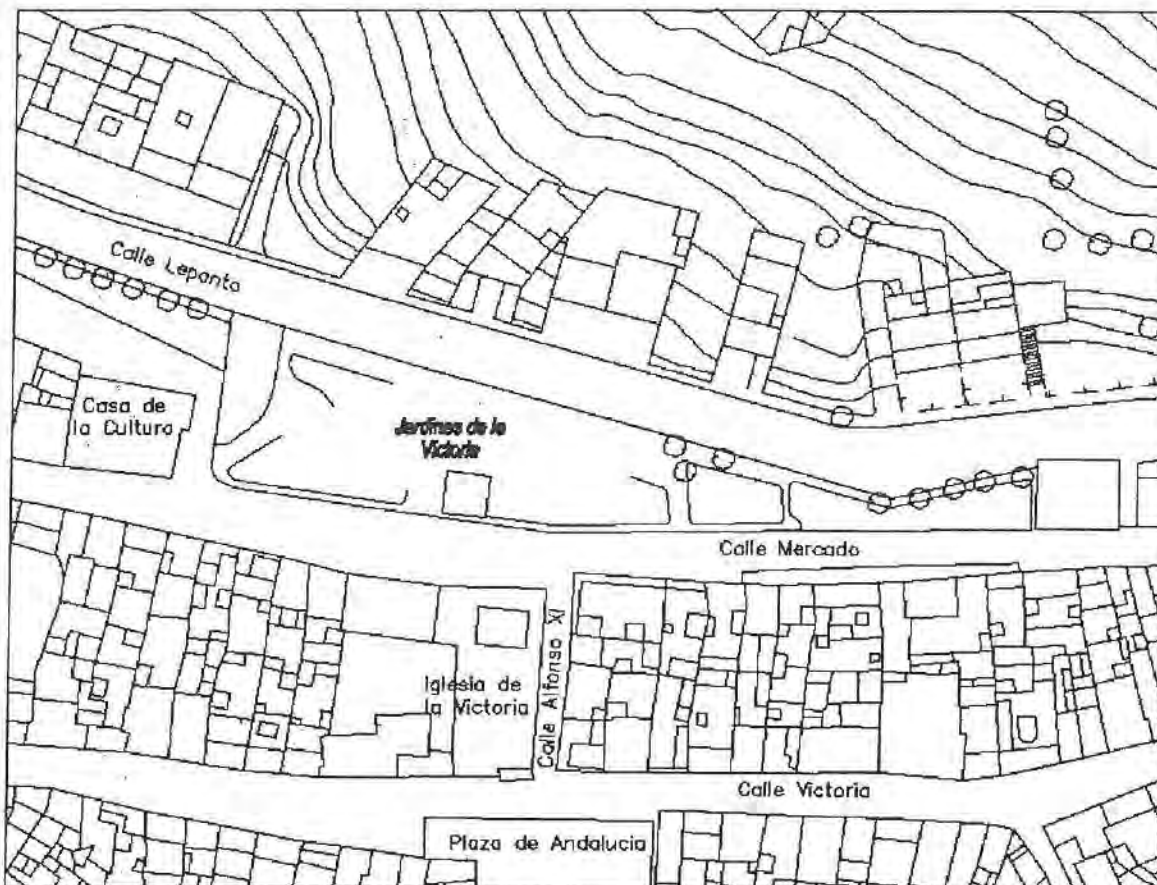 Calle Lepanto
Casa de
la Cultura
Jardines de la
Victoria
Calle Mercado
Calle Alfonso XI
Iglesia de
la Victoria
Calle Victoria
Plaza de Andalucia